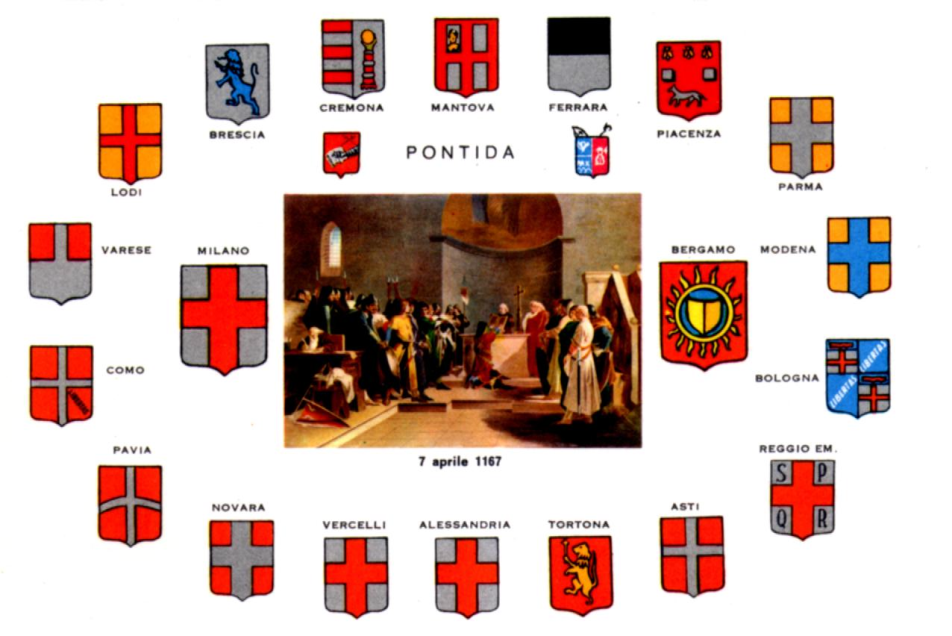 CREMONA
MANTOVA
FERRARA
BRESCIA
PIACENZA
PONTIDA
LODI
PARMA
VARESE
MILANO
BERGAMO
MODENA
COMO
BOLOGNA
LIBERTAS
LIBERTAS
PAVIA
7 aprile 1167
REGGIO EM.
S P
Q R
NOVARA
VERCELLI
ALESSANDRIA
TORTONA
ASTI